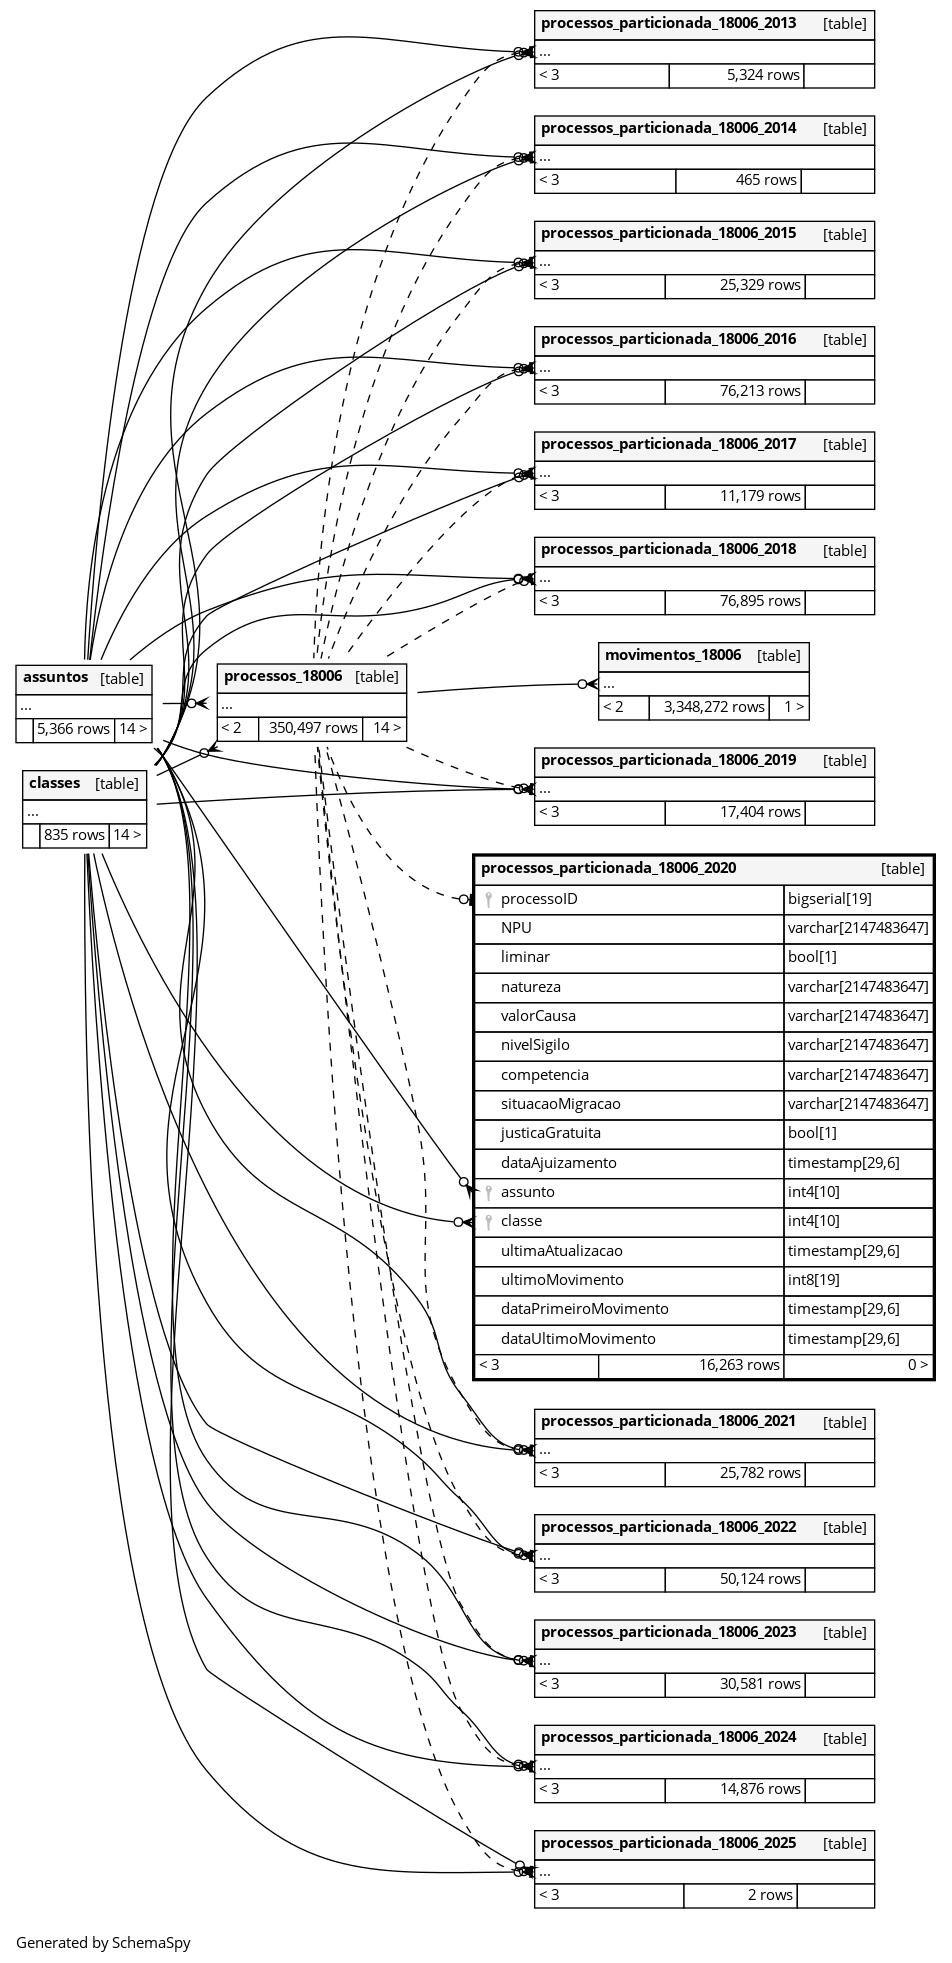 processos_particionada_18006_2013 [table]
...
< 3 5,324 rows
processos_particionada_18006_2014 [table]
...
< 3 465 rows
processos_particionada_18006_2015 [table]
...
< 3 25,329 rows
processos_particionada_18006_2016 [table]
...
< 3 76,213 rows
processos_particionada_18006_2017 [table]
...
< 3 11,179 rows
processos_particionada_18006_2018 [table]
...
< 3 76,895 rows
assuntos [table]
...
5,366 rows 14 >
processos_18006 [table]
...
< 2 350,497 rows 14 >
movimentos_18006 [table]
...
< 2 3,348,272 rows 1 >
classes [table]
...
835 rows 14 >
processos_particionada_18006_2019 [table]
...
< 3 17,404 rows
processos_particionada_18006_2020 [table]
processoID bigserial[19]
NPU varchar[2147483647]
liminar bool[1]
natureza varchar[2147483647]
valorCausa varchar[2147483647]
nivelSigilo varchar[2147483647]
competencia varchar[2147483647]
situacaoMigracao varchar[2147483647]
justicaGratuita bool[1]
dataAjuizamento timestamp[29,6]
assunto int4[10]
classe int4[10]
ultimaAtualizacao timestamp[29,6]
ultimoMovimento int8[19]
dataPrimeiroMovimento timestamp[29,6]
dataUltimoMovimento timestamp[29,6]
< 3 16,263 rows 0 >
processos_particionada_18006_2021 [table]
...
< 3 25,782 rows
processos_particionada_18006_2022 [table]
...
< 3 50,124 rows
processos_particionada_18006_2023 [table]
...
< 3 30,581 rows
processos_particionada_18006_2024 [table]
...
< 3 14,876 rows
processos_particionada_18006_2025 [table]
...
< 3 2 rows
Generated by SchemaSpy